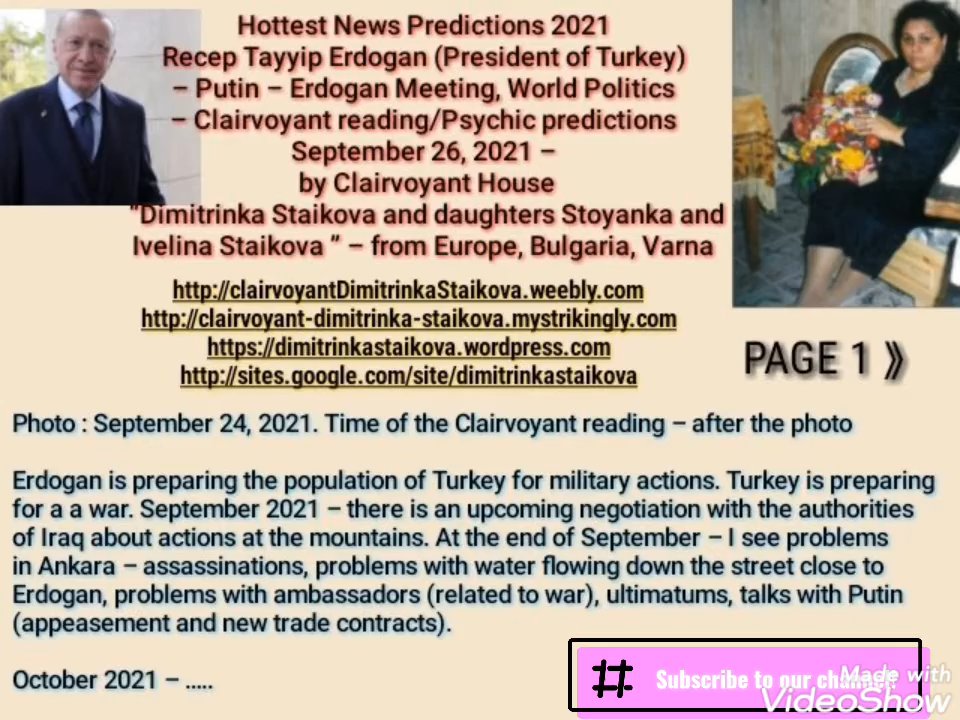 Hottest News Predictions 2021
Recep Tayyip Erdogan (President of Turkey)
– Putin – Erdogan Meeting, World Politics
– Clairvoyant reading/Psychic predictions
September 26, 2021 –
by Clairvoyant House
"Dimitrinka Staikova and daughters Stoyanka and
Ivelina Staikova " – from Europe, Bulgaria, Varna
http://clairvoyantDimitrinkaStaikova.weebly.com
http://clairvoyant-dimitrinka-staikova.mystrikingly.com
https://dimitrinkastaikova.wordpress.com
http://sites.google.com/site/dimitrinkastaikova
PAGE 1 》
Photo : September 24, 2021. Time of the Clairvoyant reading – after the photo
Erdogan is preparing the population of Turkey for military actions. Turkey is preparing
for a a war. September 2021 – there is an upcoming negotiation with the authorities
of Iraq about actions at the mountains. At the end of September – I see problems
in Ankara – assassinations, problems with water flowing down the street close to
Erdogan, problems with ambassadors (related to war), ultimatums, talks with Putin
(appeasement and new trade contracts).
October 2021 – .....
# Subscribe to our channel!
Made with
VideoShow